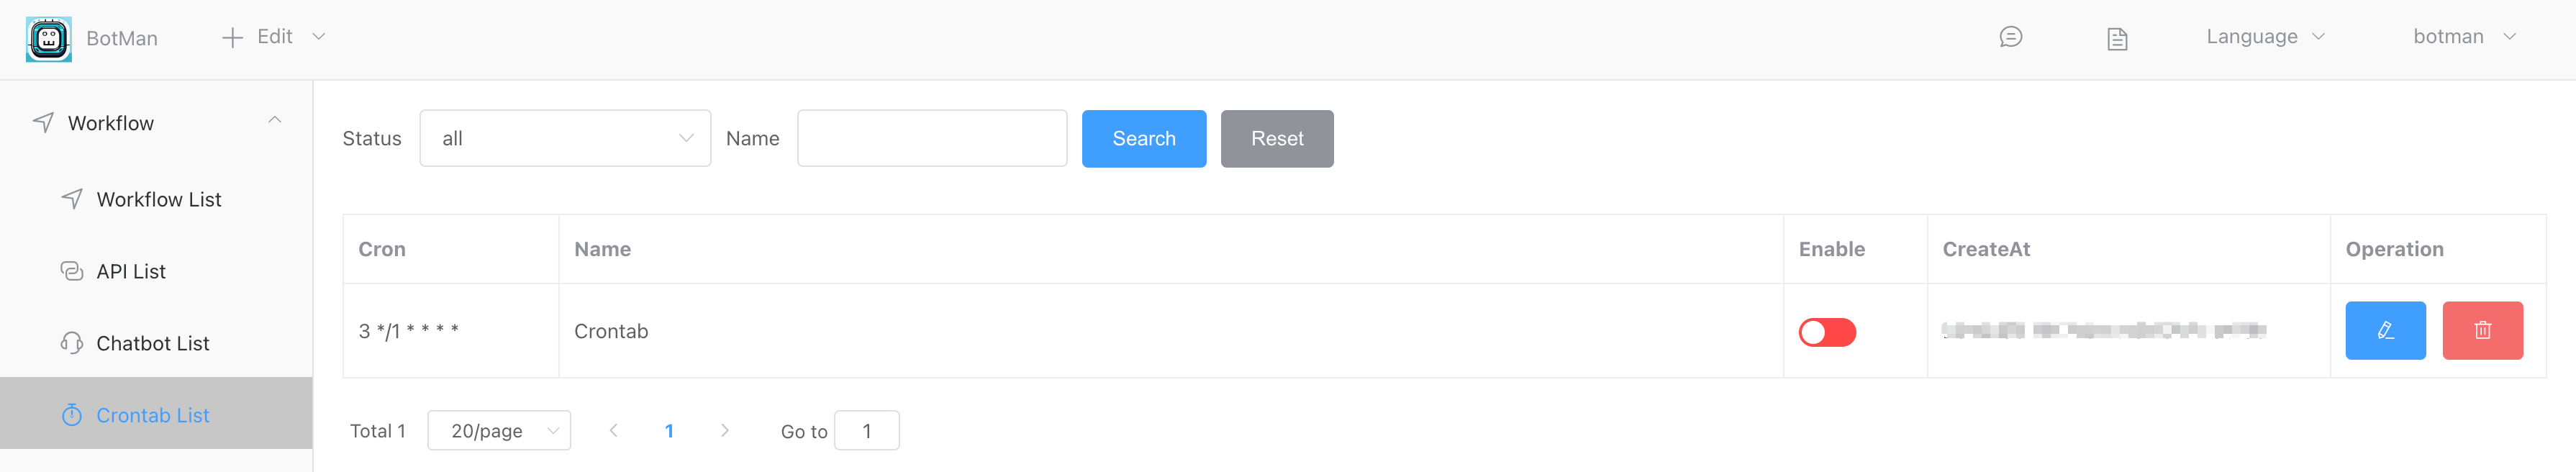 BotMan
Edit
Language
botman
Workflow
Workflow List
API List
Chatbot List
Crontab List
Status
all
Name
Search
Reset
Cron
Name
Enable
CreateAt
Operation
3 */1 * * * *
Crontab
Total 1
20/page
1
Go to
1